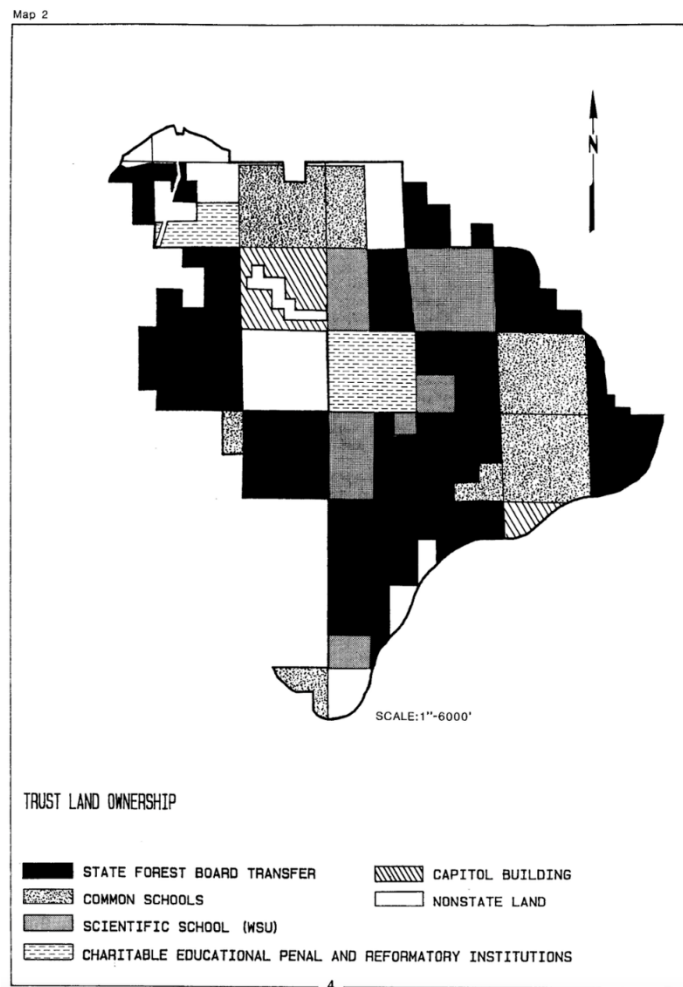 Map 2
N
SCALE:1"-6000'
TRUST LAND OWNERSHIP
STATE FOREST BOARD TRANSFER
COMMON SCHOOLS
SCIENTIFIC SCHOOL (WSU)
CHARITABLE EDUCATIONAL PENAL AND REFORMATORY INSTITUTIONS
CAPITOL BUILDING
NONSTATE LAND
4